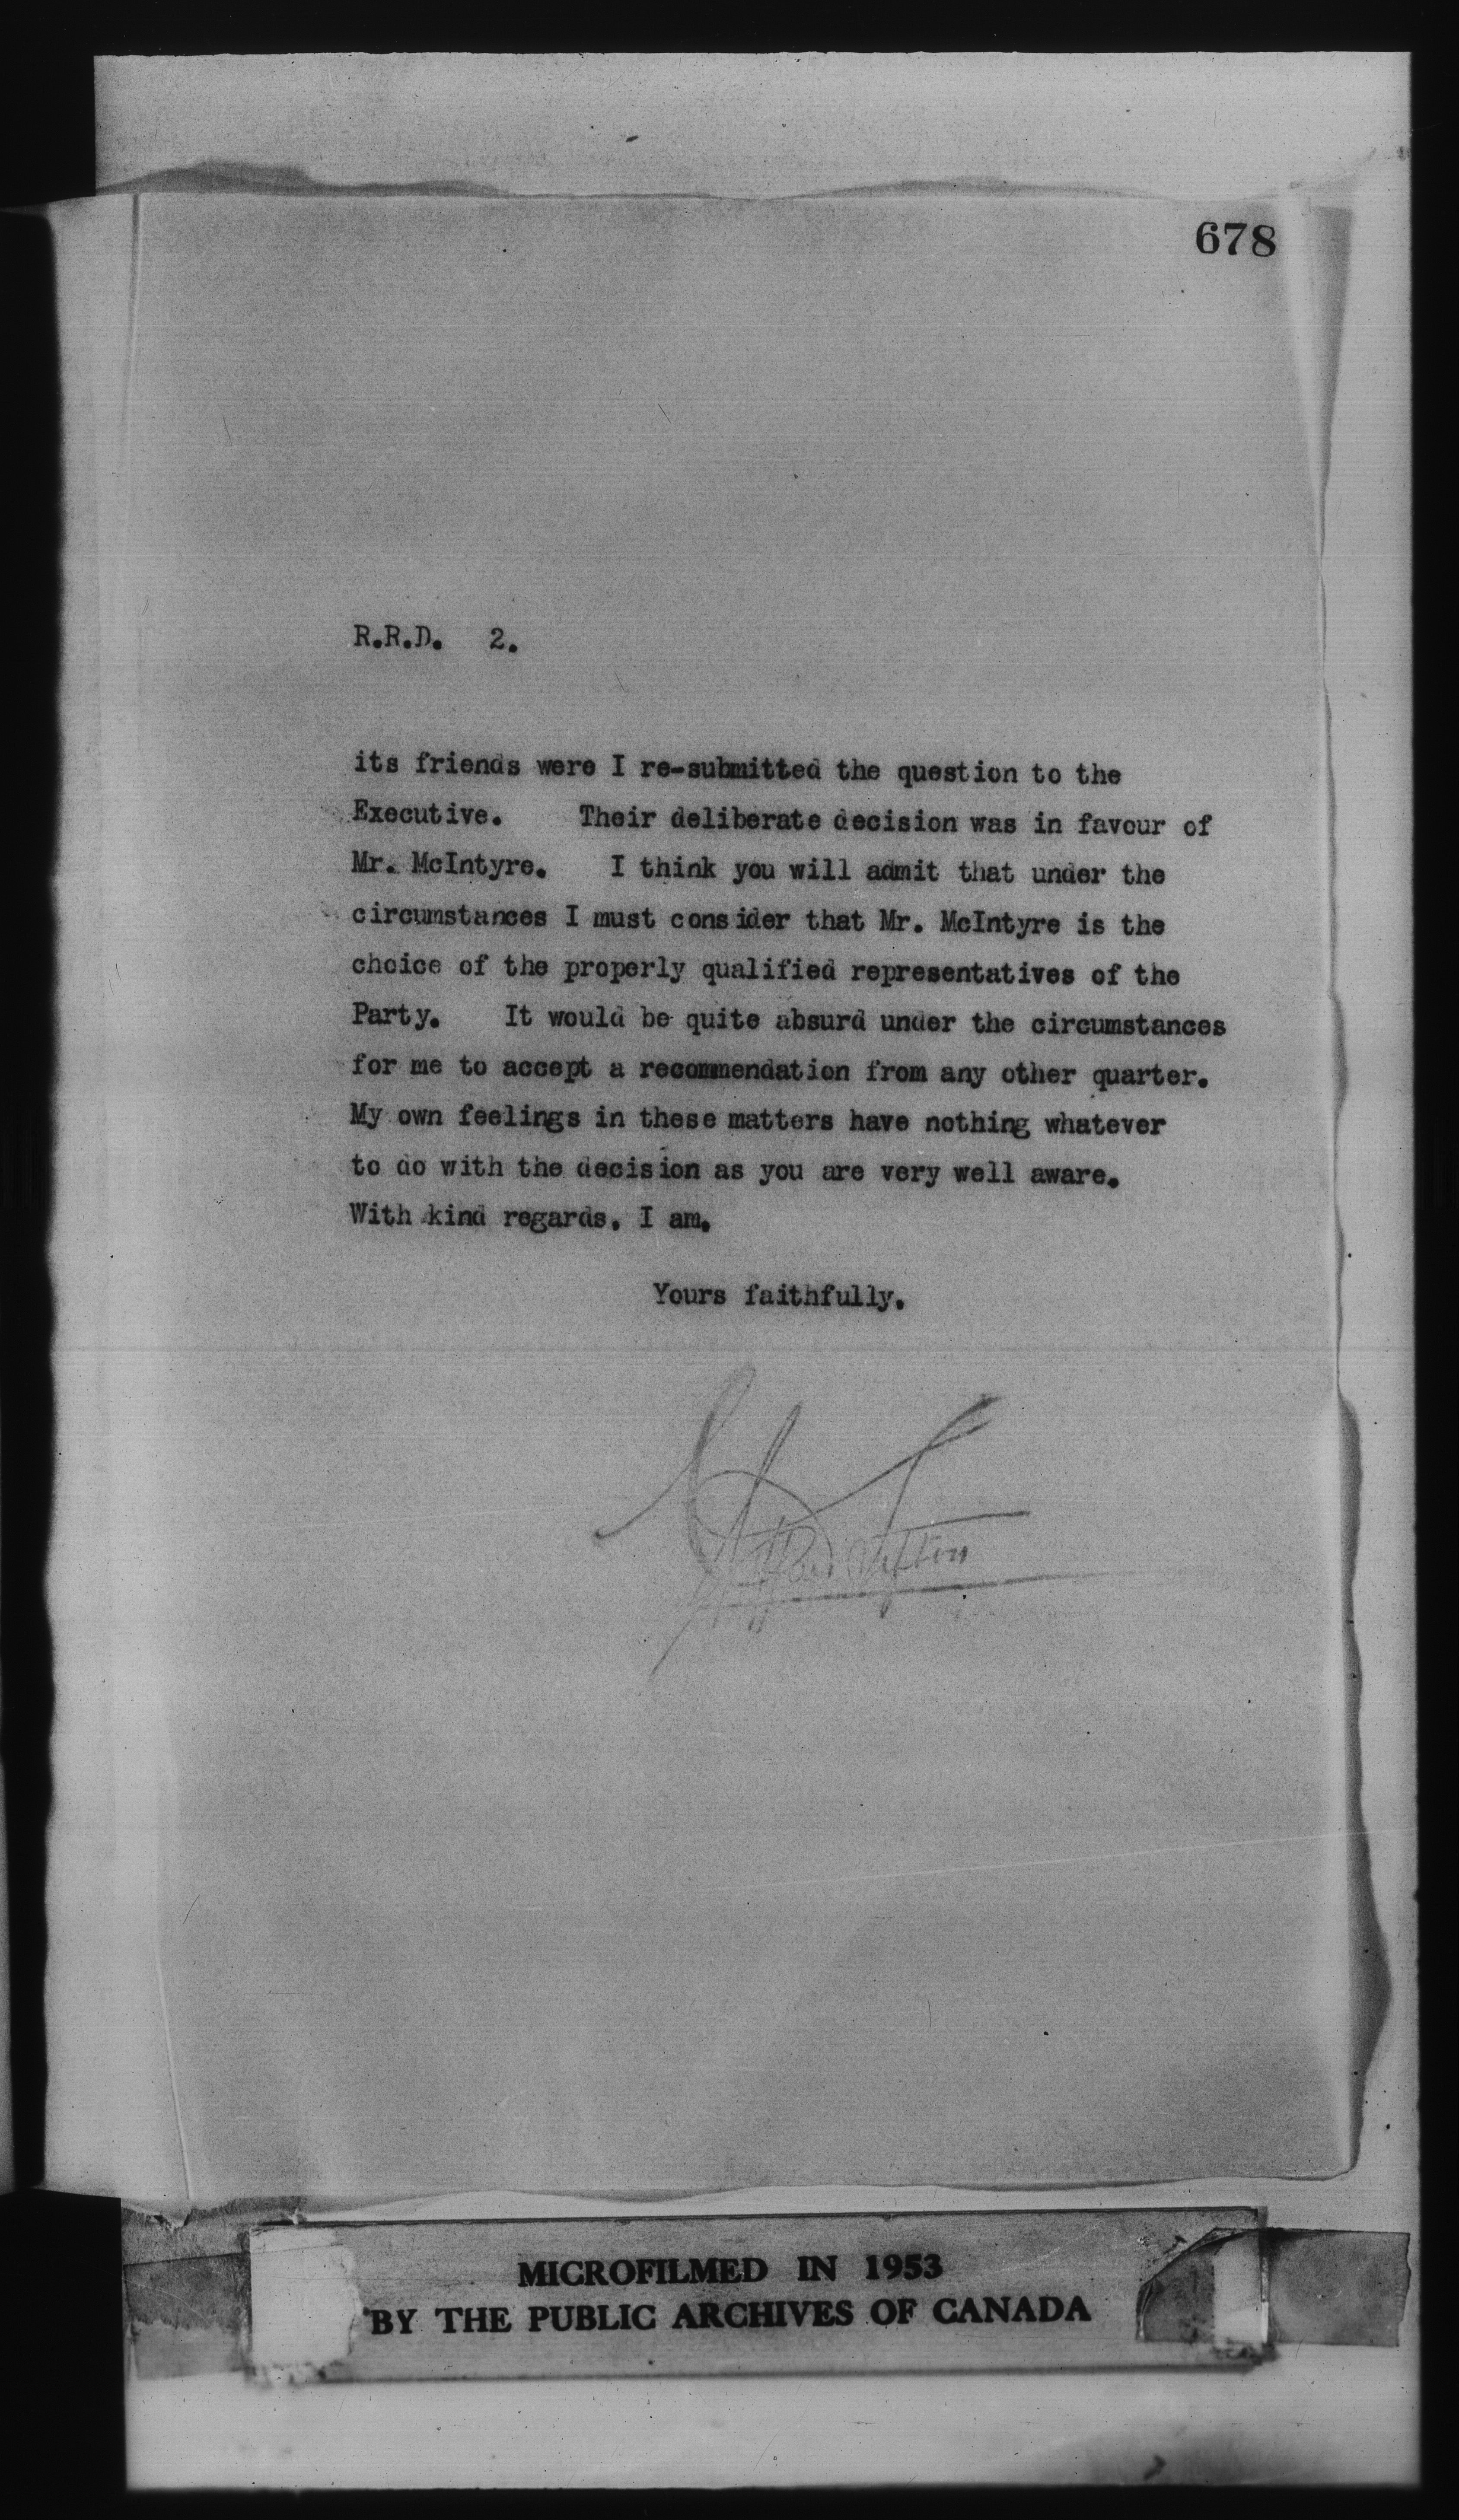 678
R.R.D. 2.
its friends were I re-submitted the question to the
Executive. Their deliberate decision was in favour of
Mr. McIntyre. I think you will admit that under the
circumstances I must consider that Mr. McIntyre is the
choice of the properly qualified representatives of the
Party. It would be quite absurd under the circumstances
for me to accept a recommendation from any other quarter.
My own feelings in these matters have nothing whatever
to do with the decision as you are very well aware.
With kind regards, I am,
Yours faithfully,
Clifford Sifton
MICROFILMED IN 1953
BY THE PUBLIC ARCHIVES OF CANADA